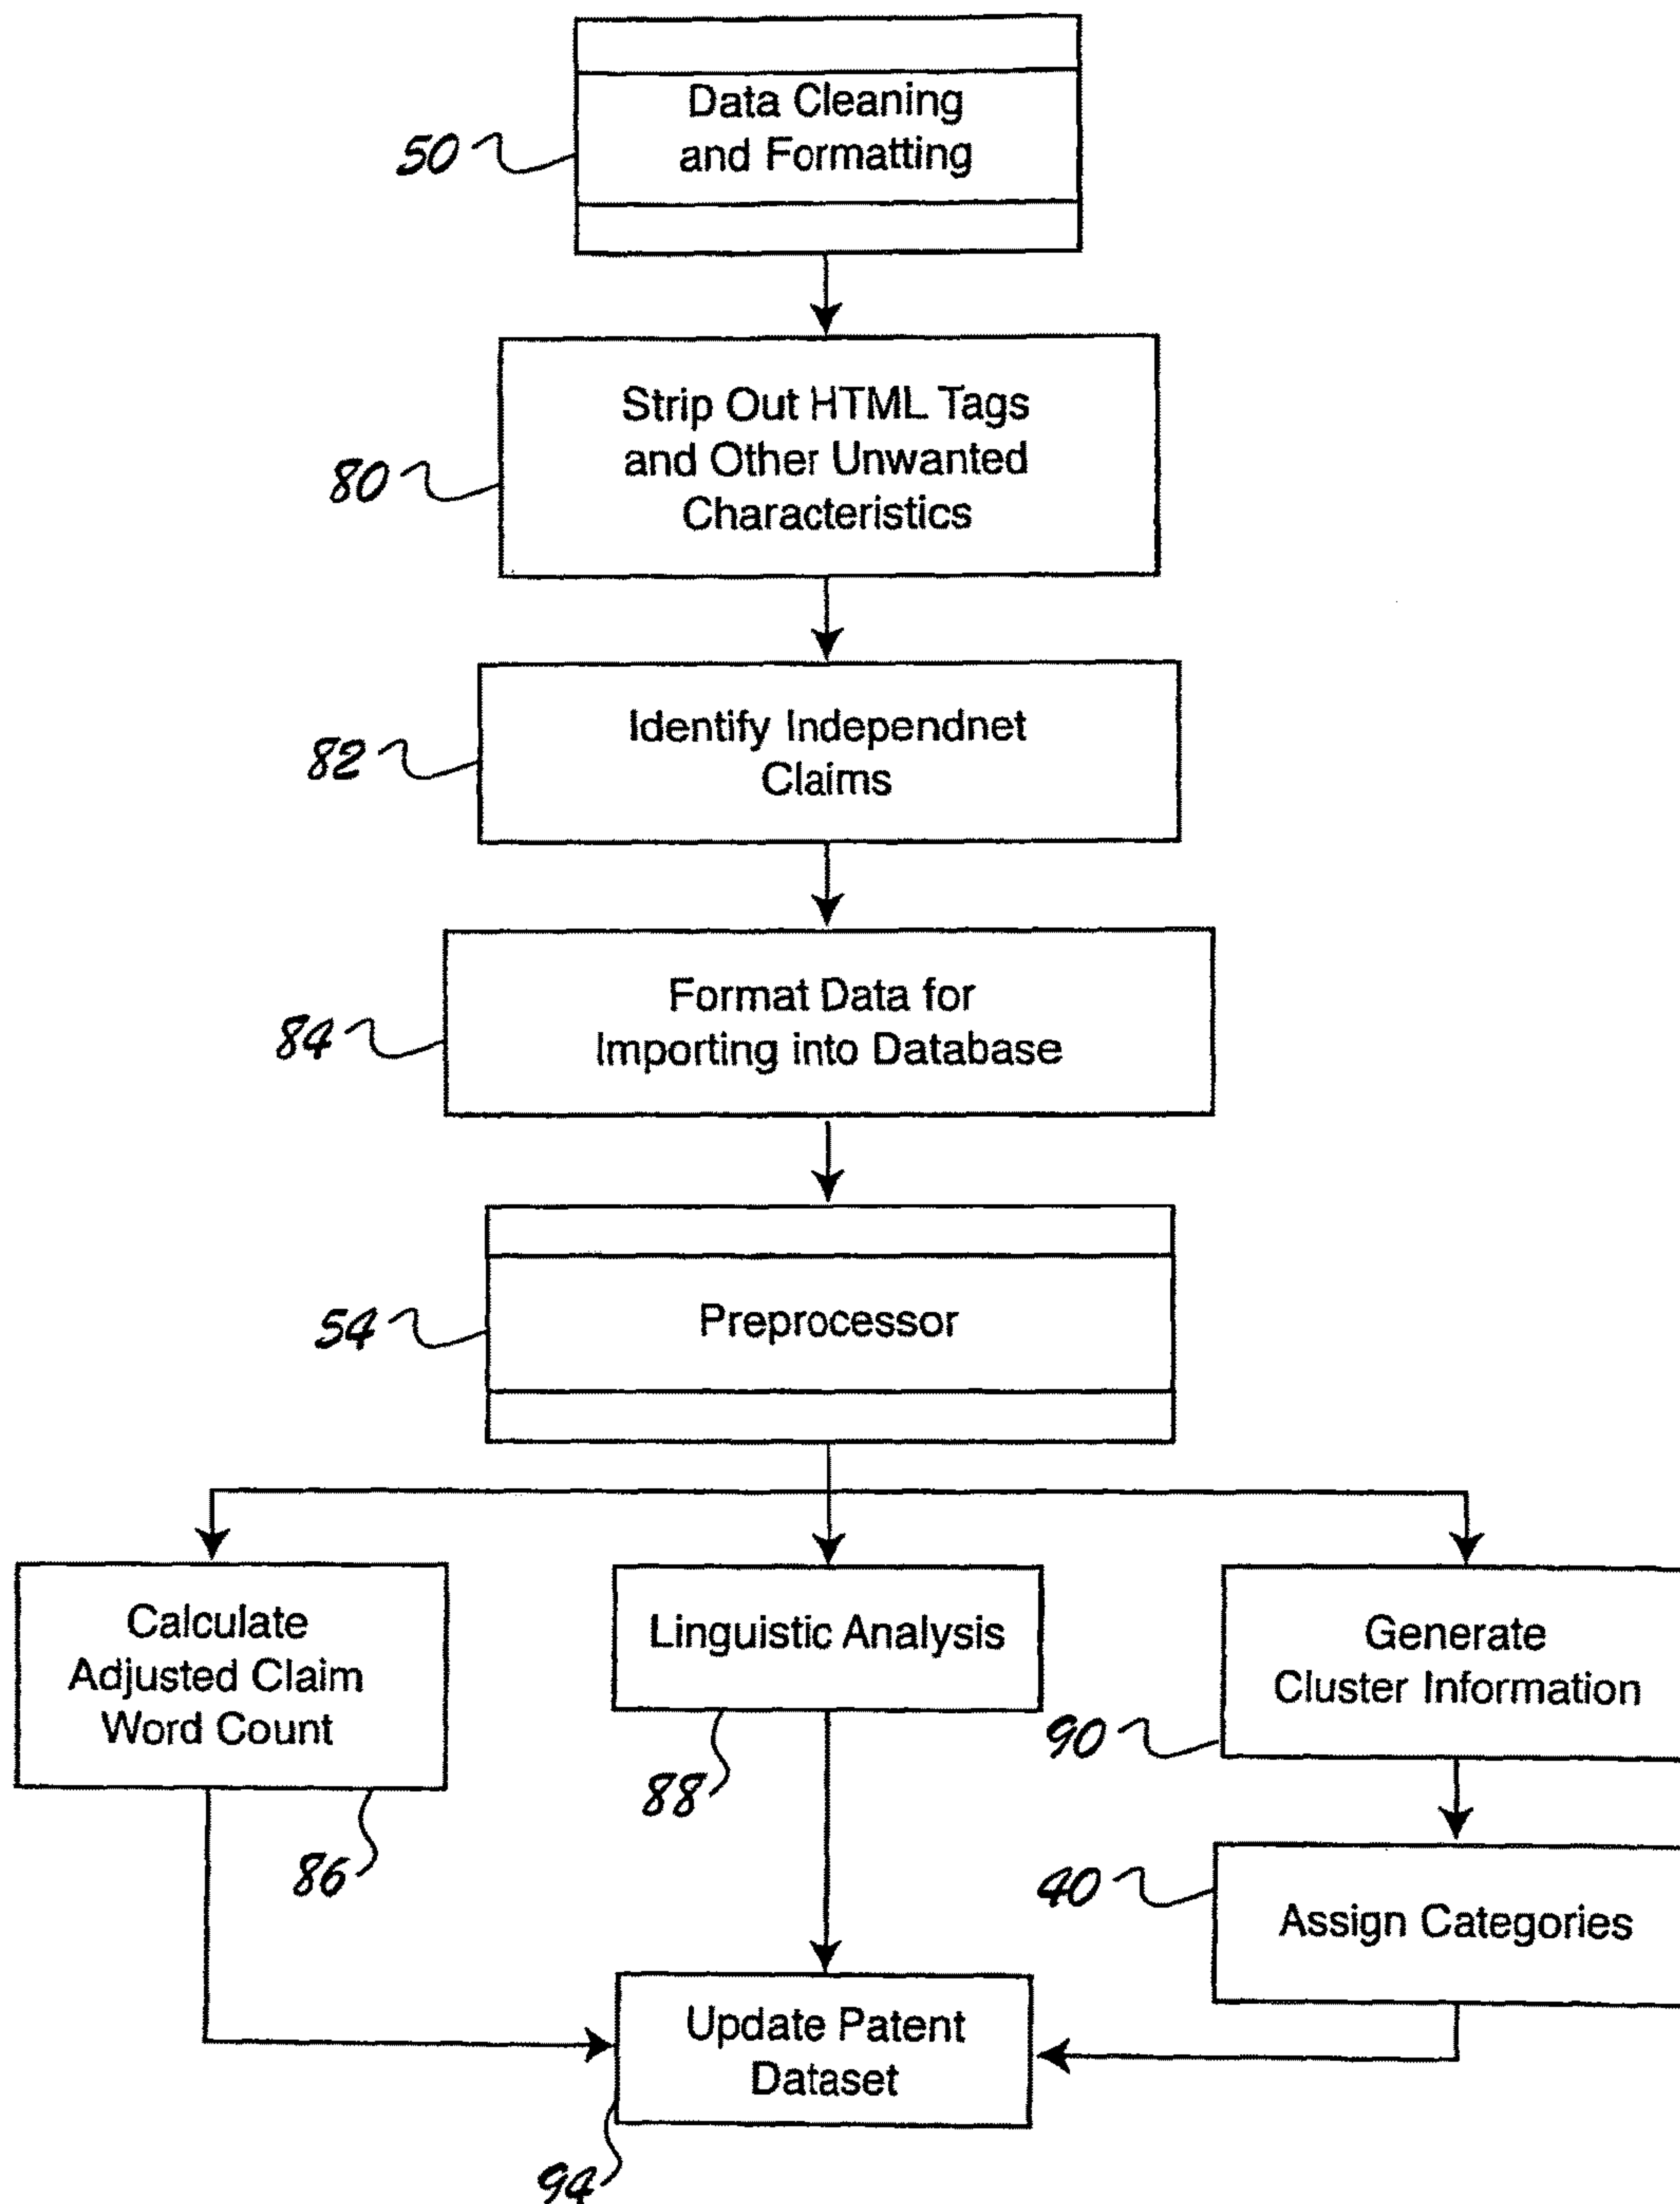 Data Cleaning
and Formatting
50
Strip Out HTML Tags
and Other Unwanted
Characteristics
80
Identify Independnet
Claims
82
Format Data for
Importing into Database
84
Preprocessor
54
Calculate
Adjusted Claim
Word Count
86
Linguistic Analysis
88
Generate
Cluster Information
90
Assign Categories
40
Update Patent
Dataset
94